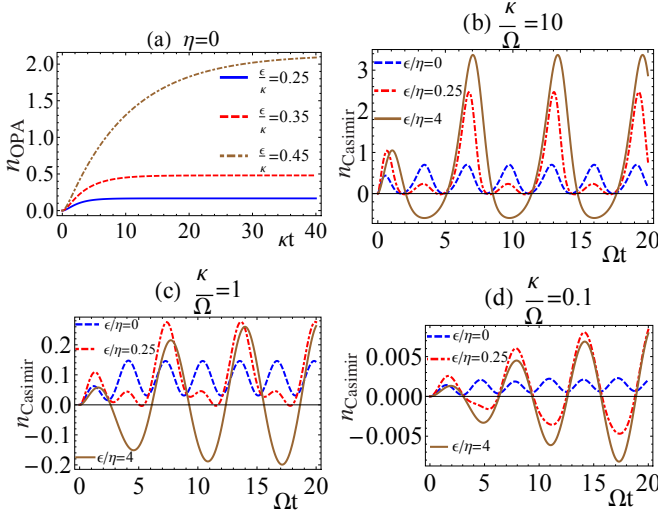 (a) η=0
n_OPA
2.0
1.5
1.0
0.5
0.0
ϵ/κ=0.25
ϵ/κ=0.35
ϵ/κ=0.45
0 10 20 30 40
κt
(b) κ/Ω=10
n_Casimir
3
2
1
0
ϵ/η=0
ϵ/η=0.25
ϵ/η=4
0 5 10 15 20
Ωt
(c) κ/Ω=1
n_Casimir
0.2
0.1
0.0
−0.1
−0.2
ϵ/η=0
ϵ/η=0.25
ϵ/η=4
0 5 10 15 20
Ωt
(d) κ/Ω=0.1
n_Casimir
0.005
0.000
−0.005
ϵ/η=0
ϵ/η=0.25
ϵ/η=4
0 5 10 15 20
Ωt